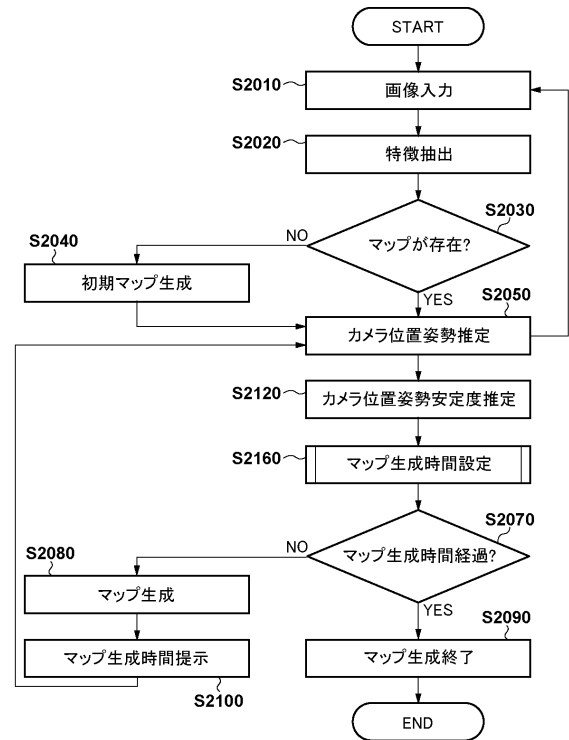 START
S2010
画像入力
S2020
特徴抽出
S2030
マップが存在?
NO
YES
S2040
初期マップ生成
S2050
カメラ位置姿勢推定
S2120
カメラ位置姿勢安定度推定
S2160
マップ生成時間設定
S2070
マップ生成時間経過?
NO
YES
S2080
マップ生成
S2090
マップ生成終了
マップ生成時間提示
S2100
END